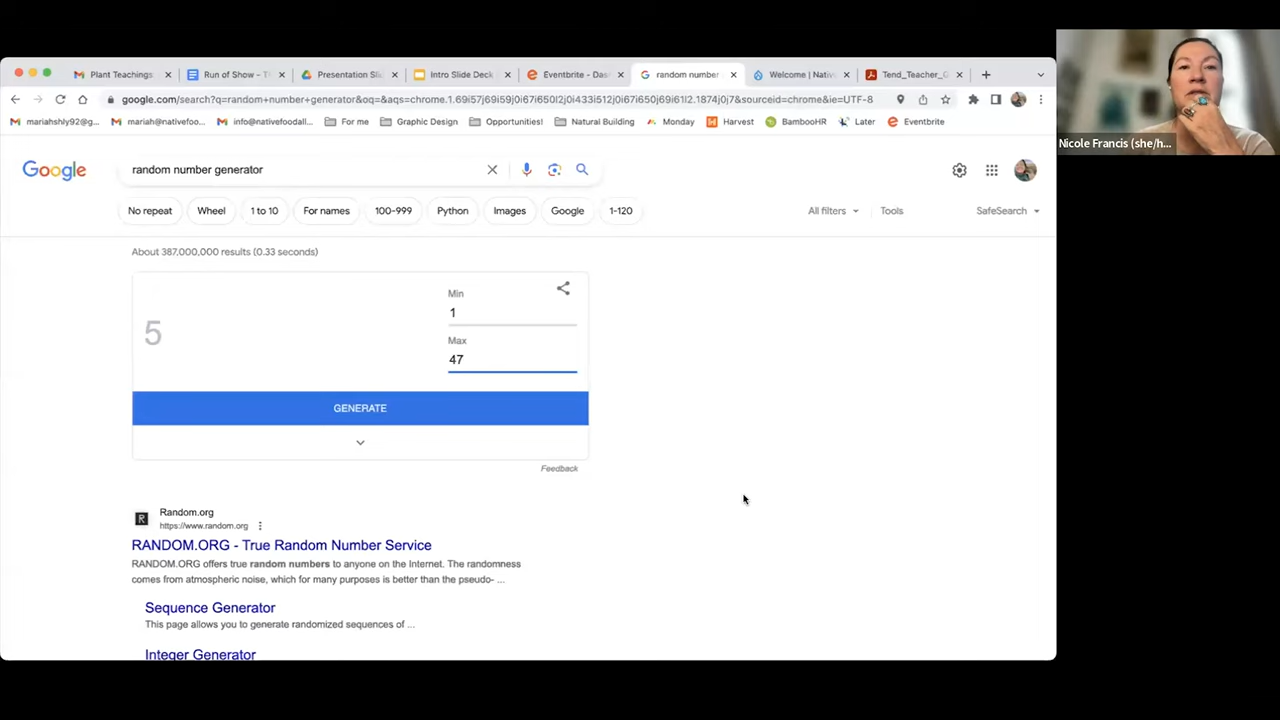 Plant Teachings
Run of Show - T
Presentation Sli
Intro Slide Deck
Eventbrite - Das
random number
Welcome | Nativ
Tend_Teacher_G
google.com/search?q=random+number+generator&oq=&aqs=chrome.1.69i57j69i59j0i67i650l2j0i433i512j0i67i650j69i61l2.1874j0j7&sourceid=chrome&ie=UTF-8
mariahshly92@g...
mariah@nativefoo...
info@nativefoodall...
For me
Graphic Design
Opportunities!
Natural Building
Monday
Harvest
BambooHR
Later
Eventbrite
Nicole Francis (she/h...
Google
random number generator
No repeat
Wheel
1 to 10
For names
100-999
Python
Images
Google
1-120
All filters
Tools
SafeSearch
About 387,000,000 results (0.33 seconds)
5
Min
1
Max
47
GENERATE
Feedback
Random.org
https://www.random.org
RANDOM.ORG - True Random Number Service
RANDOM.ORG offers true random numbers to anyone on the Internet. The randomness
comes from atmospheric noise, which for many purposes is better than the pseudo- ...
Sequence Generator
This page allows you to generate randomized sequences of ...
Integer Generator